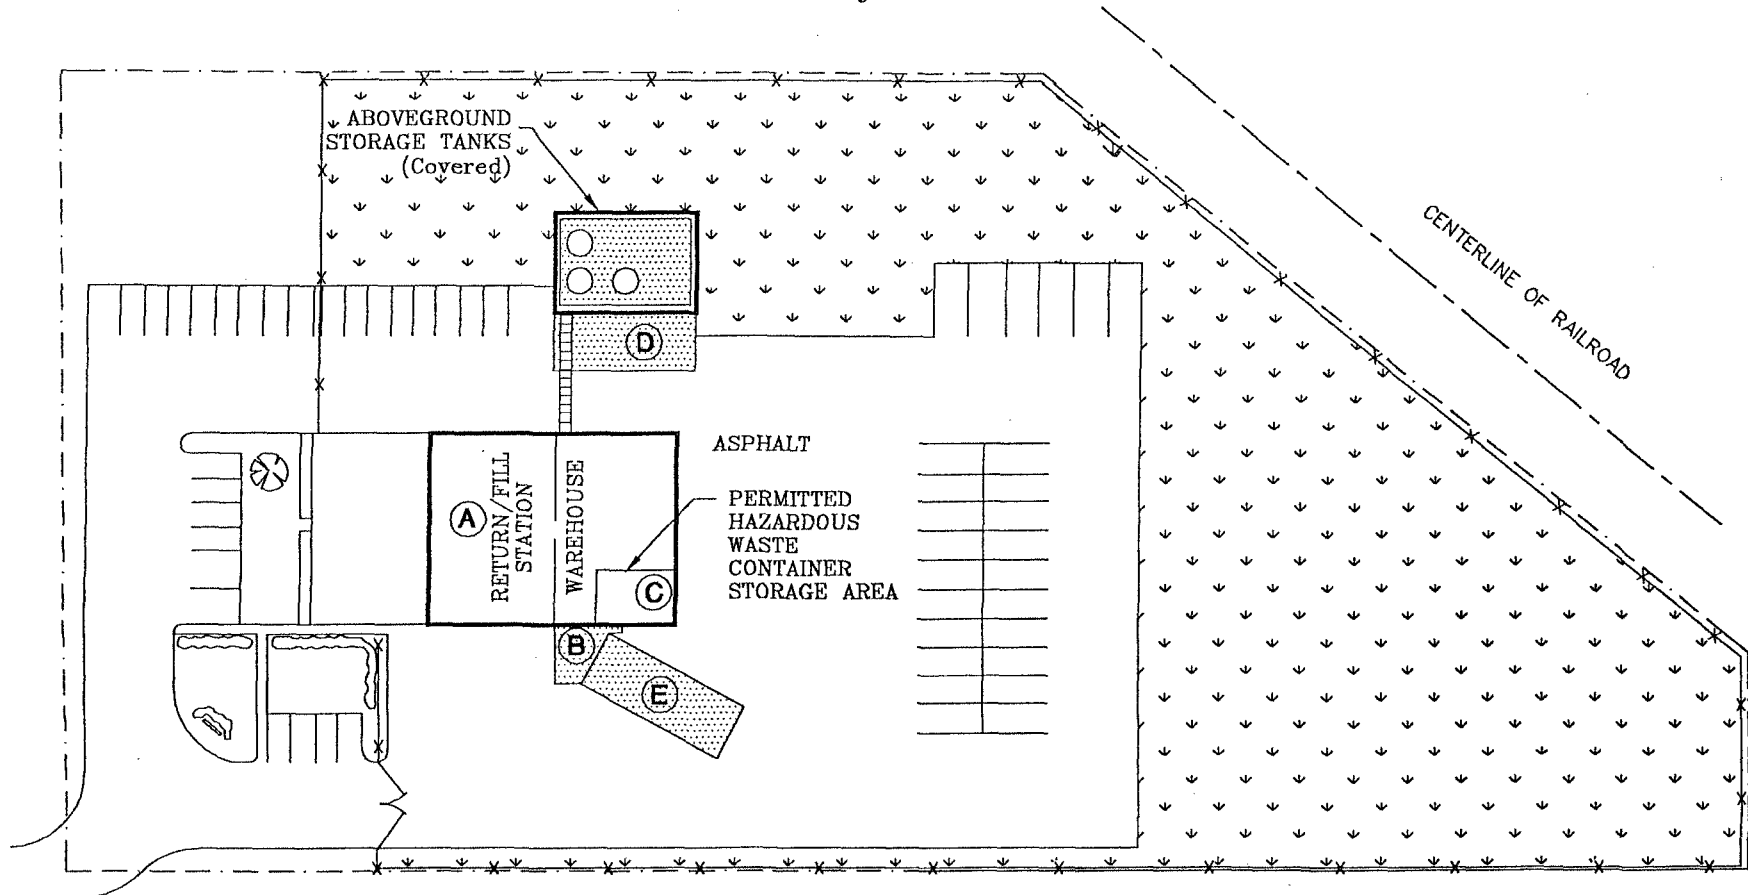 ABOVEGROUND
STORAGE TANKS
(Covered)
CENTERLINE OF RAILROAD
D
ASPHALT
A
RETURN/FILL
STATION
WAREHOUSE
PERMITTED
HAZARDOUS
WASTE
CONTAINER
STORAGE AREA
C
B
E